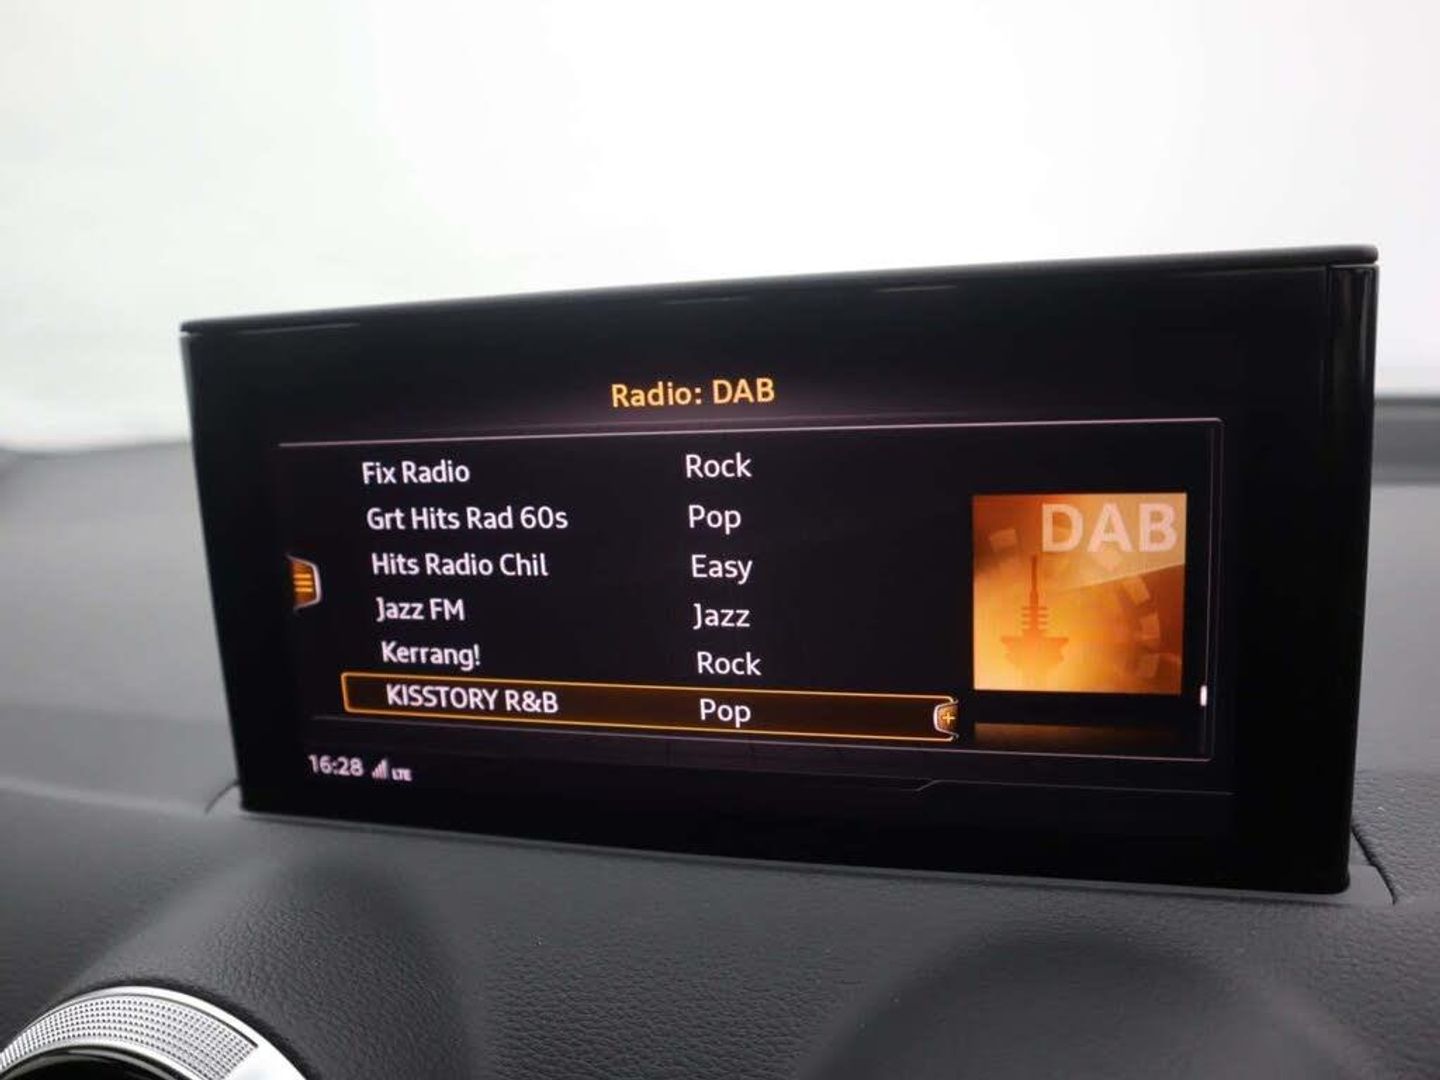 Radio: DAB
Fix Radio Rock
Grt Hits Rad 60s Pop
Hits Radio Chil Easy
Jazz FM Jazz
Kerrang! Rock
KISSTORY R&B Pop
DAB
16:28 LTE